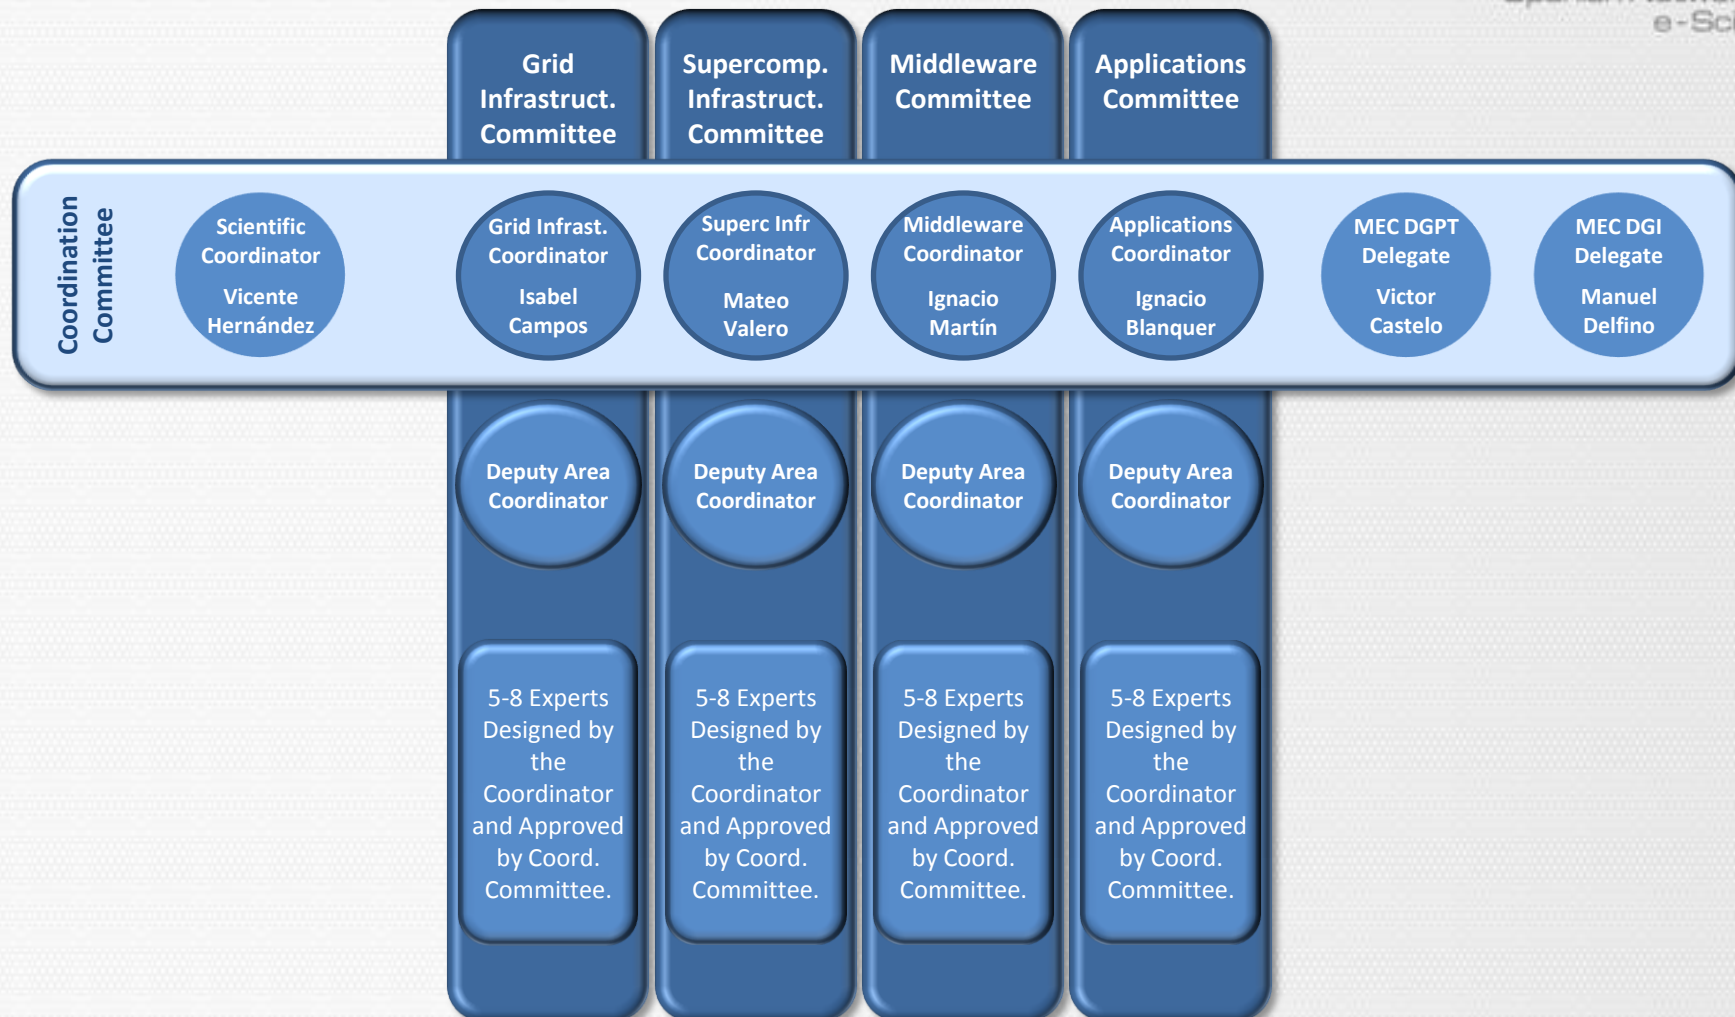 e-Sci
Grid
Infrastruct.
Committee
Supercomp.
Infrastruct.
Committee
Middleware
Committee
Applications
Committee
Coordination
Committee
Scientific
Coordinator
Vicente
Hernández
Grid Infrast.
Coordinator
Isabel
Campos
Superc Infr
Coordinator
Mateo
Valero
Middleware
Coordinator
Ignacio
Martín
Applications
Coordinator
Ignacio
Blanquer
MEC DGPT
Delegate
Victor
Castelo
MEC DGI
Delegate
Manuel
Delfino
Deputy Area
Coordinator
Deputy Area
Coordinator
Deputy Area
Coordinator
Deputy Area
Coordinator
5-8 Experts
Designed by
the
Coordinator
and Approved
by Coord.
Committee.
5-8 Experts
Designed by
the
Coordinator
and Approved
by Coord.
Committee.
5-8 Experts
Designed by
the
Coordinator
and Approved
by Coord.
Committee.
5-8 Experts
Designed by
the
Coordinator
and Approved
by Coord.
Committee.